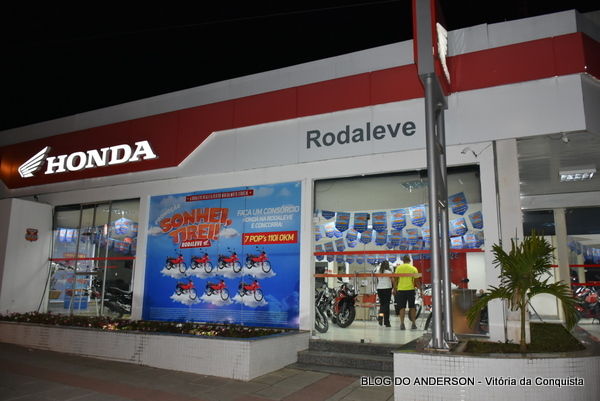 HONDA
Rodaleve
SONHEI,
TIREI!
RODALEVE
FAÇA UM CONSÓRCIO
HONDA NA RODALEVE
E CONCORRA:
7 POP's 110I 0KM
BLOG DO ANDERSON - Vitória da Conquista